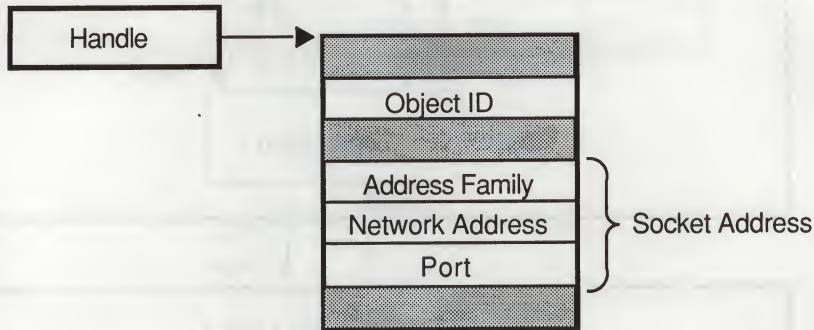 Handle
Object ID
Address Family
Network Address
Socket Address
Port